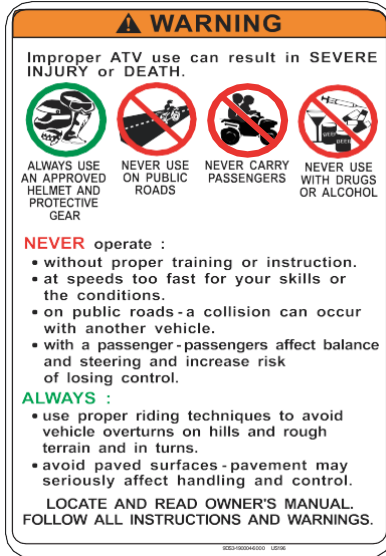 WARNING
Improper ATV use can result in SEVERE
INJURY or DEATH.
ALWAYS USE
AN APPROVED
HELMET AND
PROTECTIVE
GEAR
NEVER USE
ON PUBLIC
ROADS
NEVER CARRY
PASSENGERS
NEVER USE
WITH DRUGS
OR ALCOHOL
NEVER operate :
• without proper training or instruction.
• at speeds too fast for your skills or
the conditions.
• on public roads - a collision can occur
with another vehicle.
• with a passenger - passengers affect balance
and steering and increase risk
of losing control.
ALWAYS :
• use proper riding techniques to avoid
vehicle overturns on hills and rough
terrain and in turns.
• avoid paved surfaces - pavement may
seriously affect handling and control.
LOCATE AND READ OWNER'S MANUAL.
FOLLOW ALL INSTRUCTIONS AND WARNINGS.